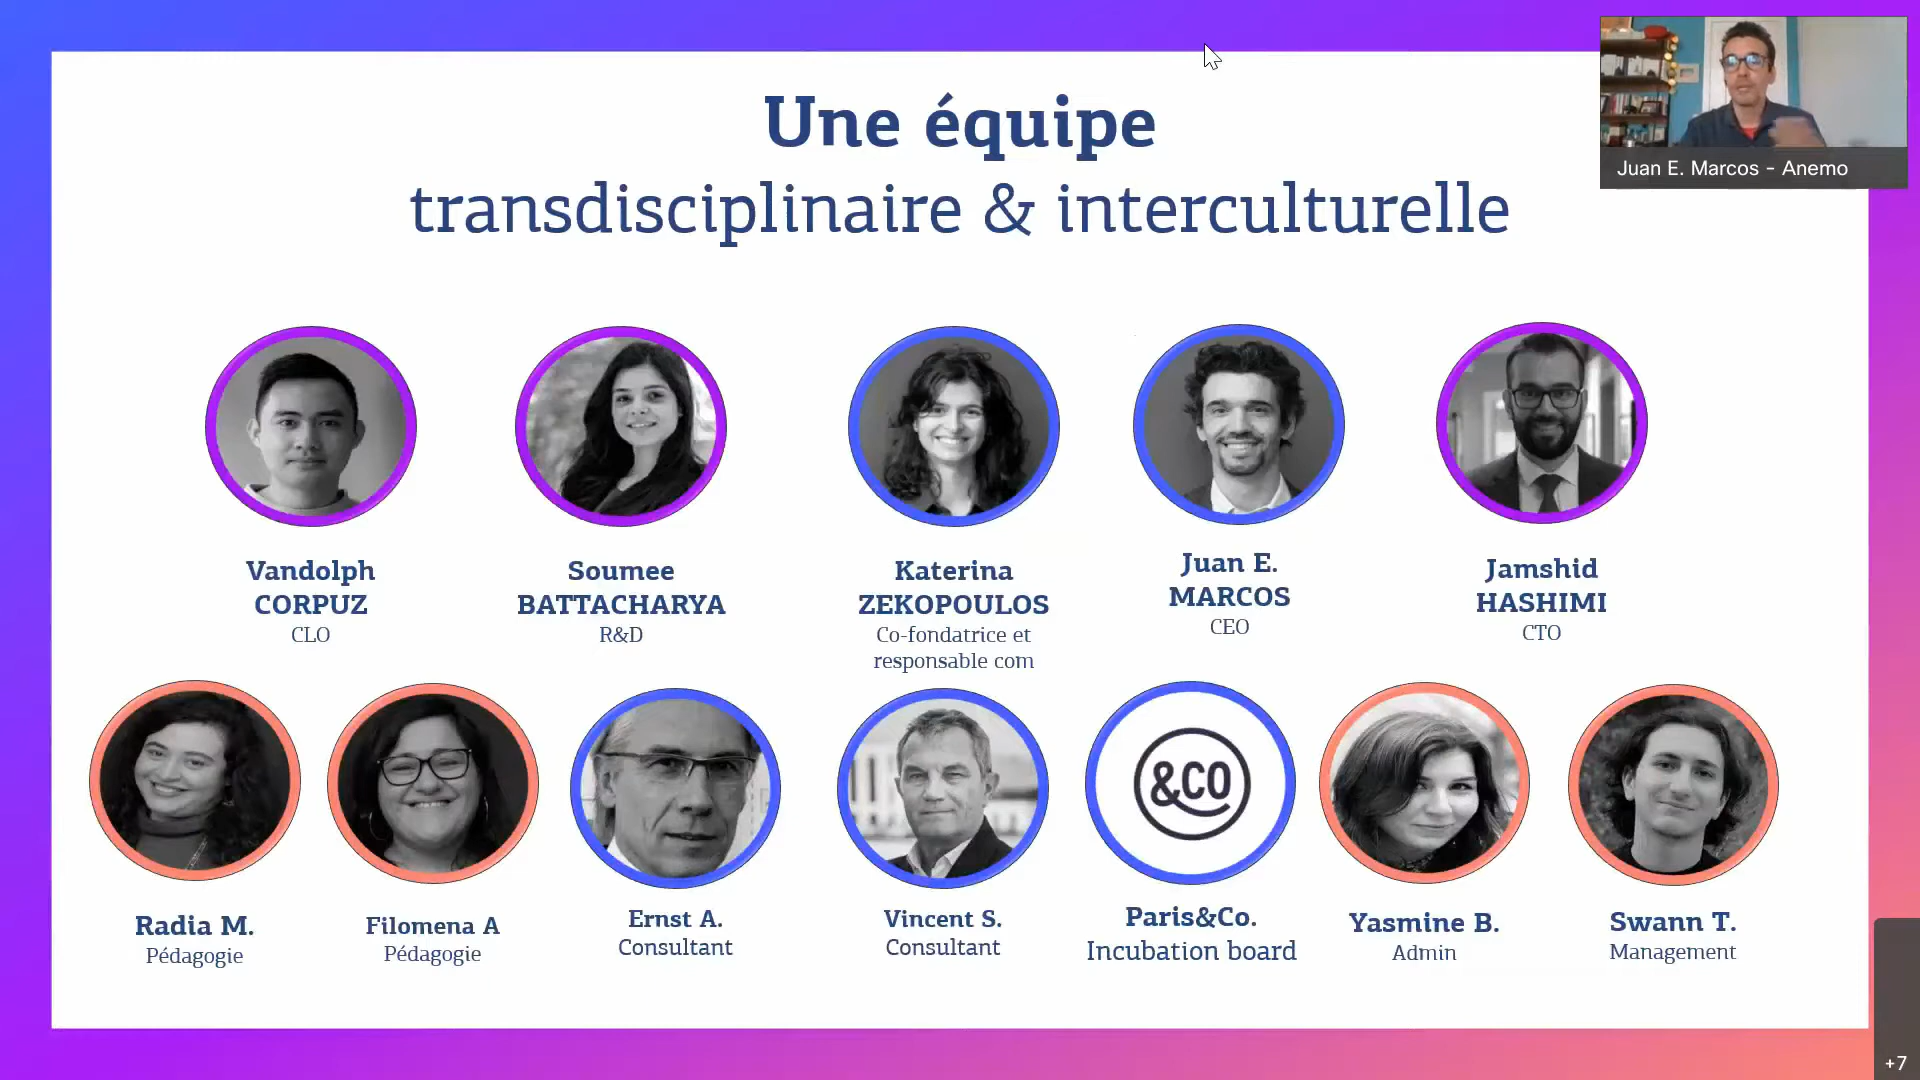 Une équipe
transdisciplinaire & interculturelle
Juan E. Marcos - Anemo
Vandolph
CORPUZ
CLO
Soumee
BATTACHARYA
R&D
Katerina
ZEKOPOULOS
Co-fondatrice et
responsable com
Juan E.
MARCOS
CEO
Jamshid
HASHIMI
CTO
Radia M.
Pédagogie
Filomena A
Pédagogie
Ernst A.
Consultant
Vincent S.
Consultant
&CO
Paris&Co.
Incubation board
Yasmine B.
Admin
Swann T.
Management
+7